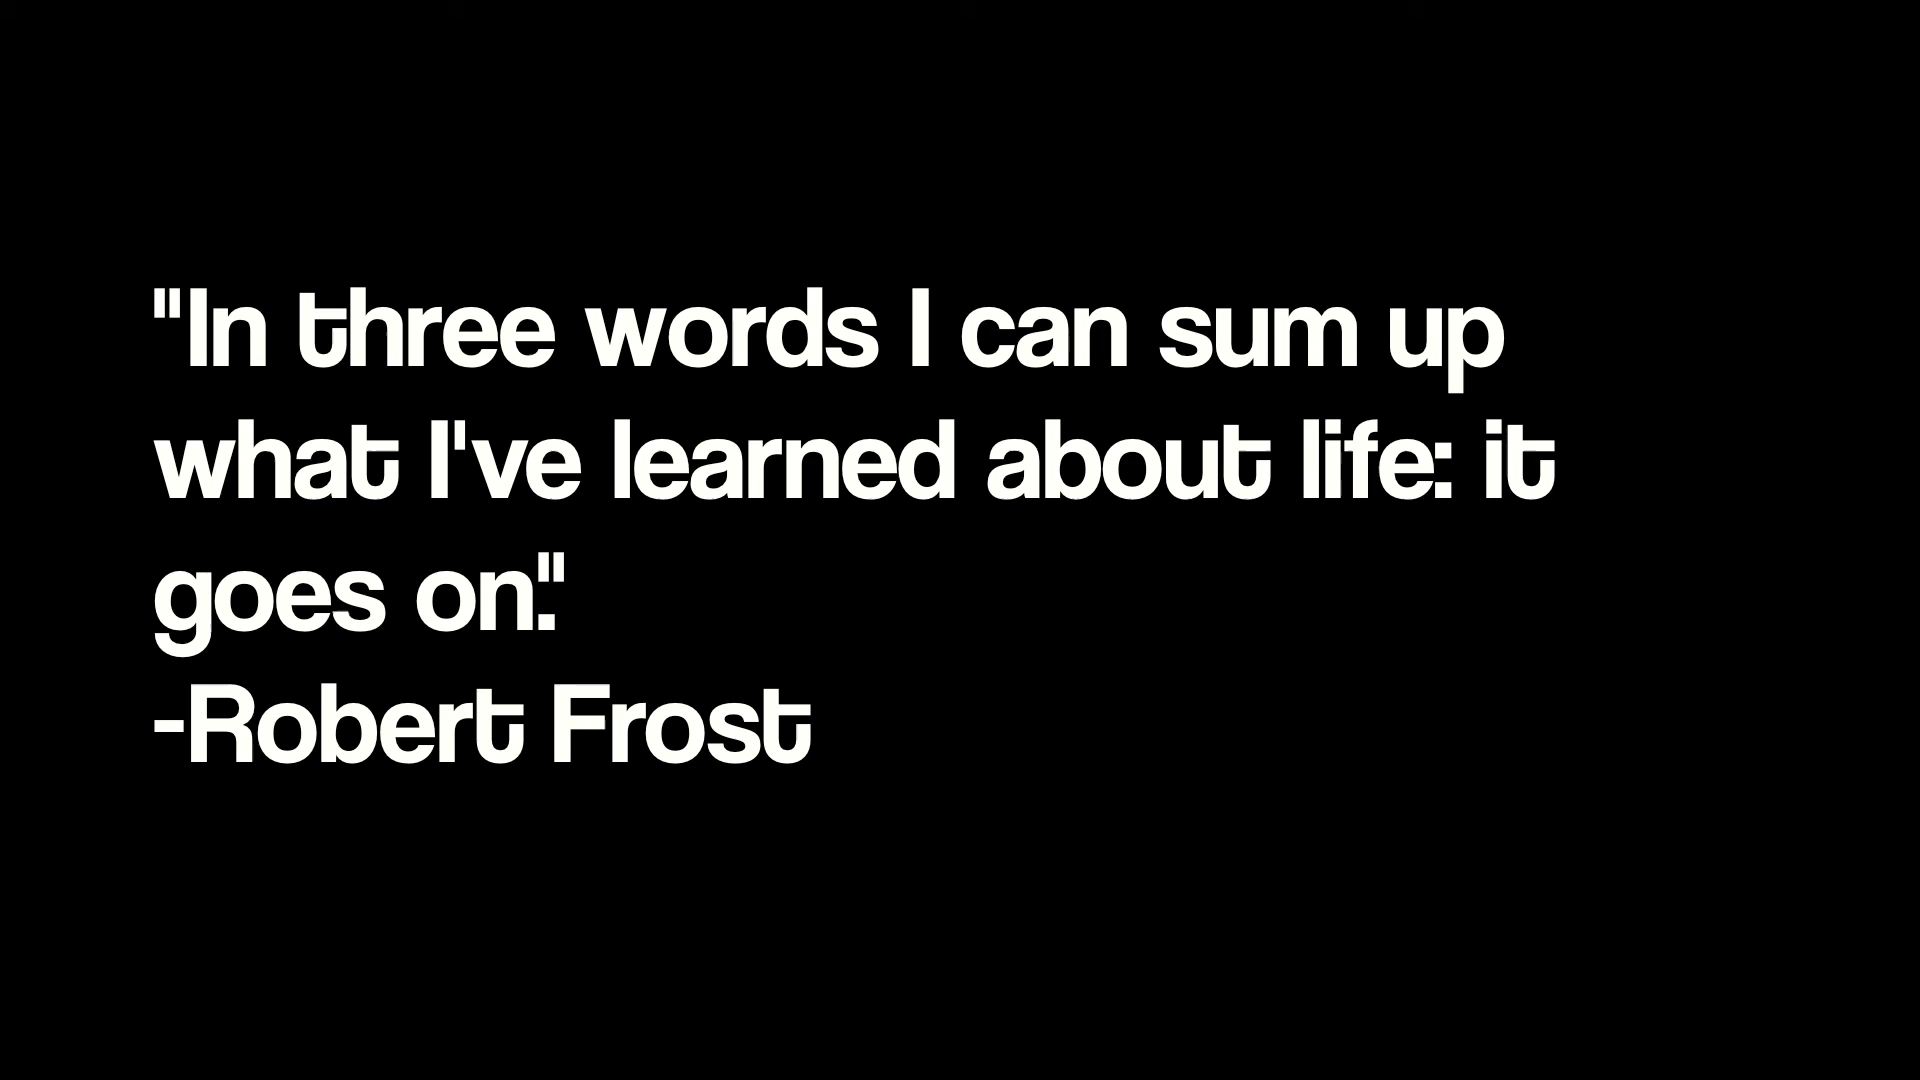 "In three words I can sum up
what I've learned about life: it
goes on."
-Robert Frost